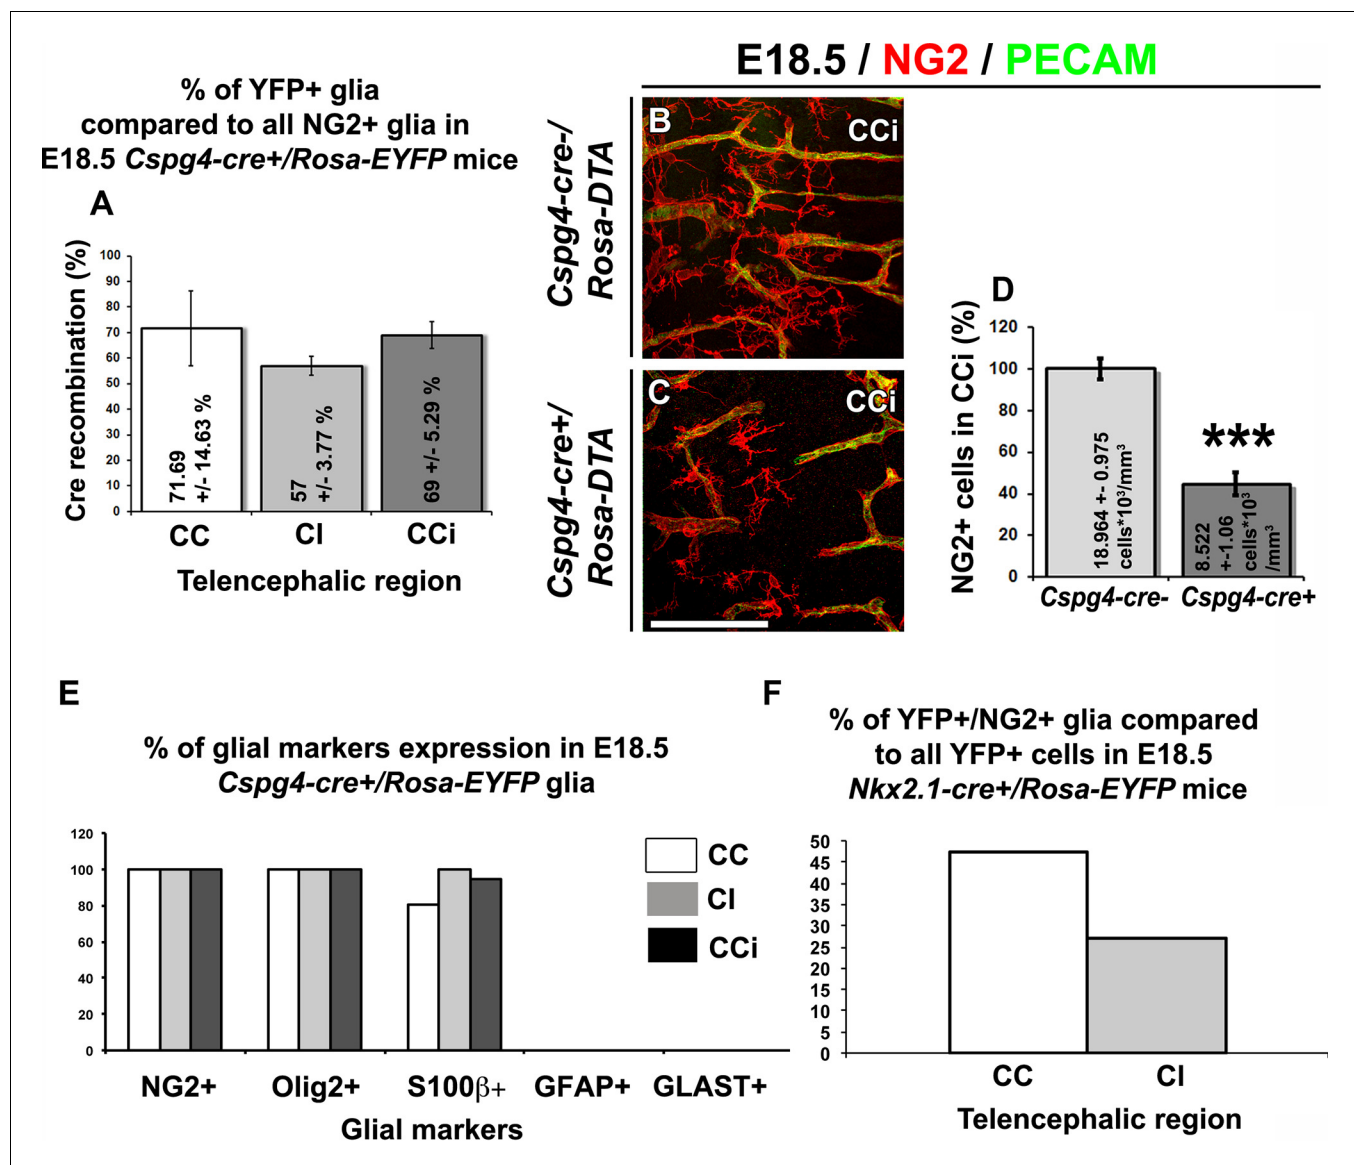 E18.5 / NG2 / PECAM
% of YFP+ glia
compared to all NG2+ glia in
E18.5 Cspg4-cre+/Rosa-EYFP mice
A
Cre recombination (%)
100
90
80
70
60
50
40
30
20
10
0
71.69
+/- 14.63 %
57
+/- 3.77 %
69 +/- 5.29 %
CC
CI
CCi
Telencephalic region
Cspg4-cre-/
Rosa-DTA
B
CCi
Cspg4-cre+/
Rosa-DTA
C
CCi
D
NG2+ cells in CCi (%)
120
100
80
60
40
20
0
18.964 +- 0.975
cells*10³/mm³
***
8.522
+-1.06
cells*10³
/mm³
Cspg4-cre-
Cspg4-cre+
E
% of glial markers expression in E18.5
Cspg4-cre+/Rosa-EYFP glia
120
100
80
60
40
20
0
NG2+
Olig2+
S100β+
GFAP+
GLAST+
Glial markers
CC
CI
CCi
F
% of YFP+/NG2+ glia compared
to all YFP+ cells in E18.5
Nkx2.1-cre+/Rosa-EYFP mice
50
45
40
35
30
25
20
15
10
5
0
CC
CI
Telencephalic region